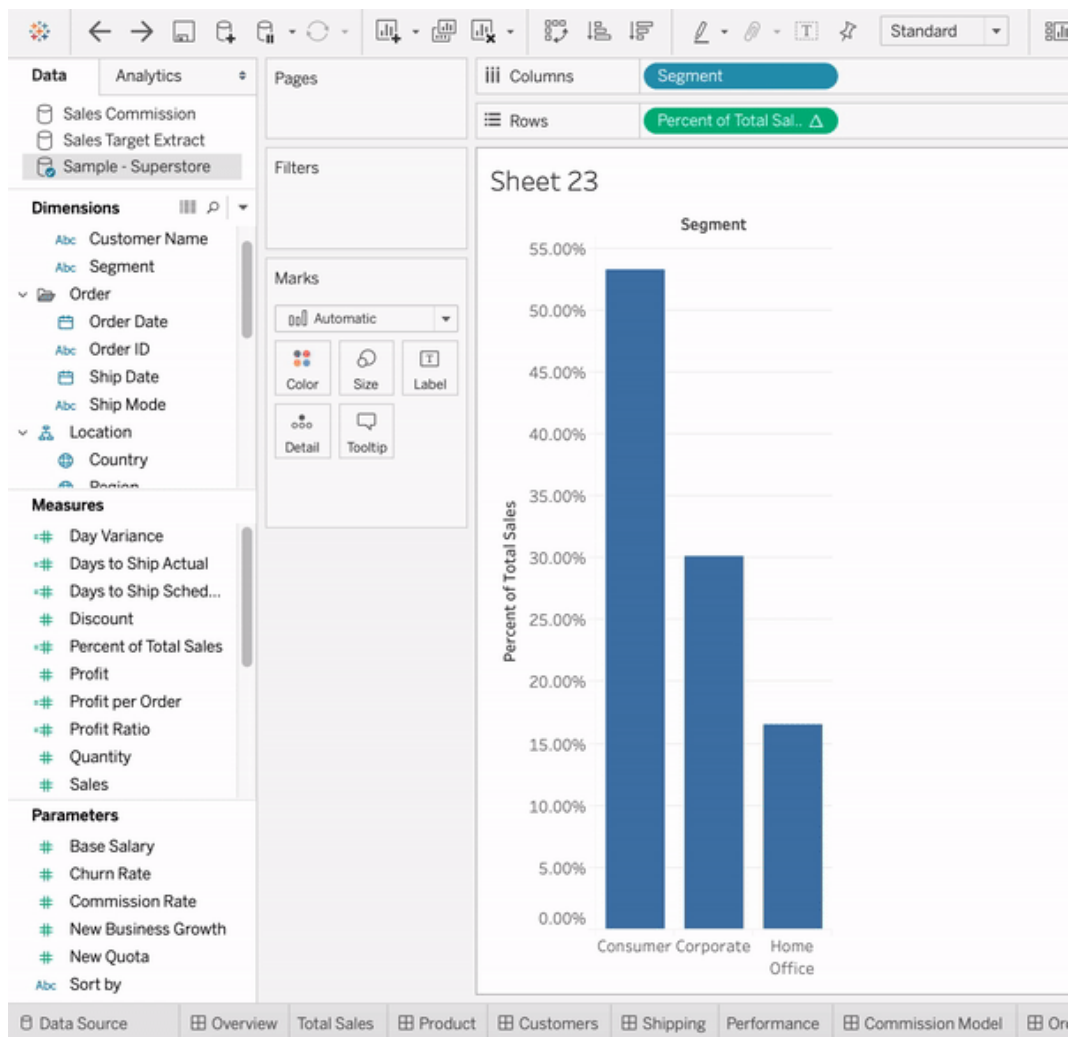 Standard
Data
Analytics
Sales Commission
Sales Target Extract
Sample - Superstore
Dimensions
Abc Customer Name
Abc Segment
Order
Order Date
Abc Order ID
Ship Date
Abc Ship Mode
Location
Country
Region
Measures
Day Variance
Days to Ship Actual
Days to Ship Sched...
Discount
Percent of Total Sales
Profit
Profit per Order
Profit Ratio
Quantity
Sales
Parameters
Base Salary
Churn Rate
Commission Rate
New Business Growth
New Quota
Abc Sort by
Pages
Filters
Marks
Automatic
Color
Size
T
Label
Detail
Tooltip
Columns
Segment
Rows
Percent of Total Sal.. Δ
Sheet 23
Segment
55.00%
50.00%
45.00%
40.00%
35.00%
30.00%
25.00%
20.00%
15.00%
10.00%
5.00%
0.00%
Percent of Total Sales
Consumer
Corporate
Home
Office
Data Source
Overview
Total Sales
Product
Customers
Shipping
Performance
Commission Model